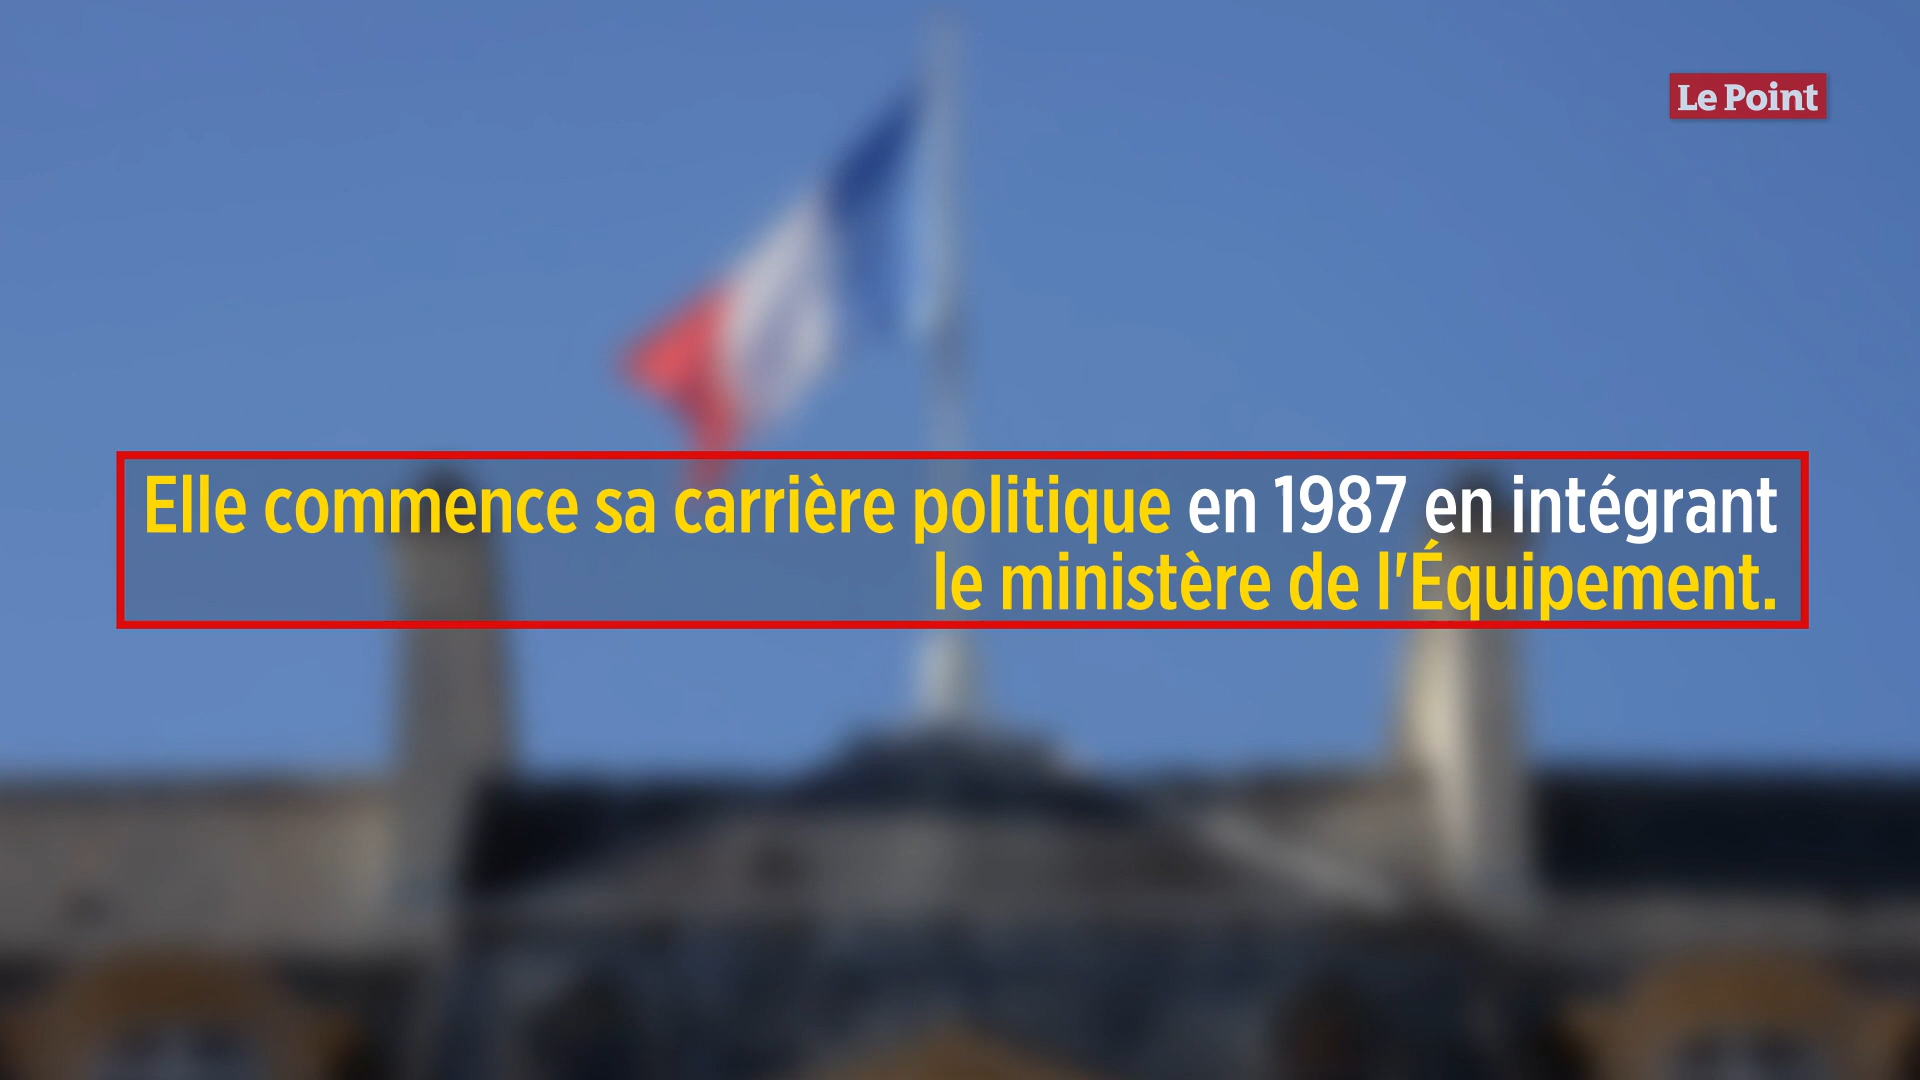 Le Point
Elle commence sa carrière politique en 1987 en intégrant
le ministère de l'Équipement.